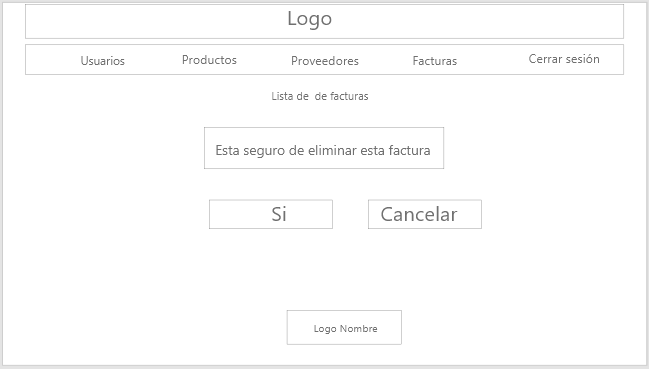 Logo
Usuarios Productos Proveedores Facturas Cerrar sesión
Lista de  de facturas
Esta seguro de eliminar esta factura
Si Cancelar
Logo Nombre